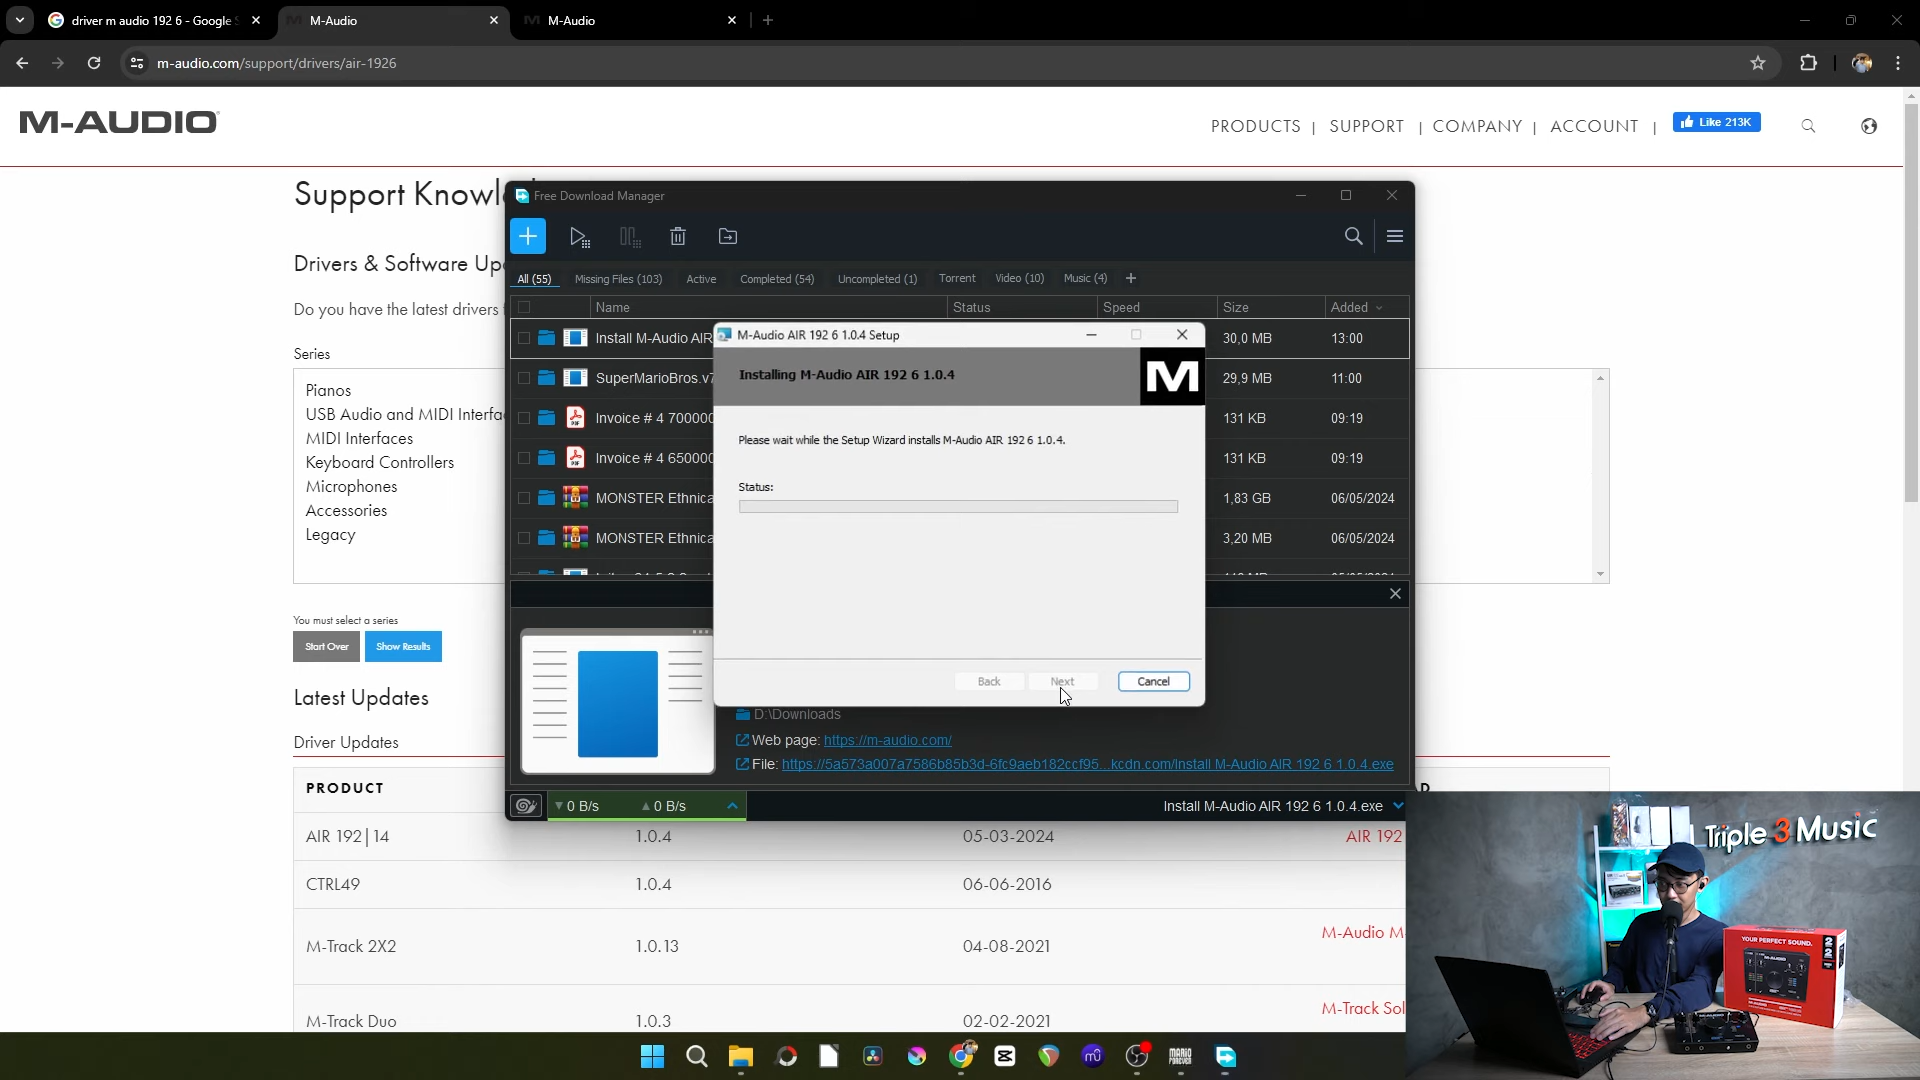 driver m audio 192 6 - Google
M-Audio
M-Audio
m-audio.com/support/drivers/air-1926
M-AUDIO
PRODUCTS | SUPPORT | COMPANY | ACCOUNT |
Like 213K
Support Knowl
Drivers & Software Up
Do you have the latest drivers
Series
Pianos
USB Audio and MIDI Interfa
MIDI Interfaces
Keyboard Controllers
Microphones
Accessories
Legacy
You must select a series
Start Over
Show Results
Latest Updates
Driver Updates
PRODUCT
AIR 192|14 1.0.4 05-03-2024 AIR 192
CTRL49 1.0.4 06-06-2016
M-Track 2X2 1.0.13 04-08-2021 M-Audio M
M-Track Duo 1.0.3 02-02-2021 M-Track Sol
Free Download Manager
All (55) Missing Files (103) Active Completed (54) Uncompleted (1) Torrent Video (10) Music (4)
Name Status Speed Size Added
Install M-Audio AIR 30,0 MB 13:00
SuperMarioBros.v7 29,9 MB 11:00
Invoice # 4 700000 131 KB 09:19
Invoice # 4 650000 131 KB 09:19
MONSTER Ethnica 1,83 GB 06/05/2024
MONSTER Ethnica 3,20 MB 06/05/2024
M-Audio AIR 192 6 1.0.4 Setup
Installing M-Audio AIR 192 6 1.0.4
M
Please wait while the Setup Wizard installs M-Audio AIR 192 6 1.0.4.
Status:
Back
Next
Cancel
D:\Downloads
Web page: https://m-audio.com/
File: https://5a573a007a7586b85b3d-6fc9aeb182ccf95...kcdn.com/Install M-Audio AIR 192 6 1.0.4.exe
0 B/s
0 B/s
Install M-Audio AIR 192 6 1.0.4.exe
Triple 3 Music
YOUR PERFECT SOUND.
M-AUDIO
MARIO
FOREVER